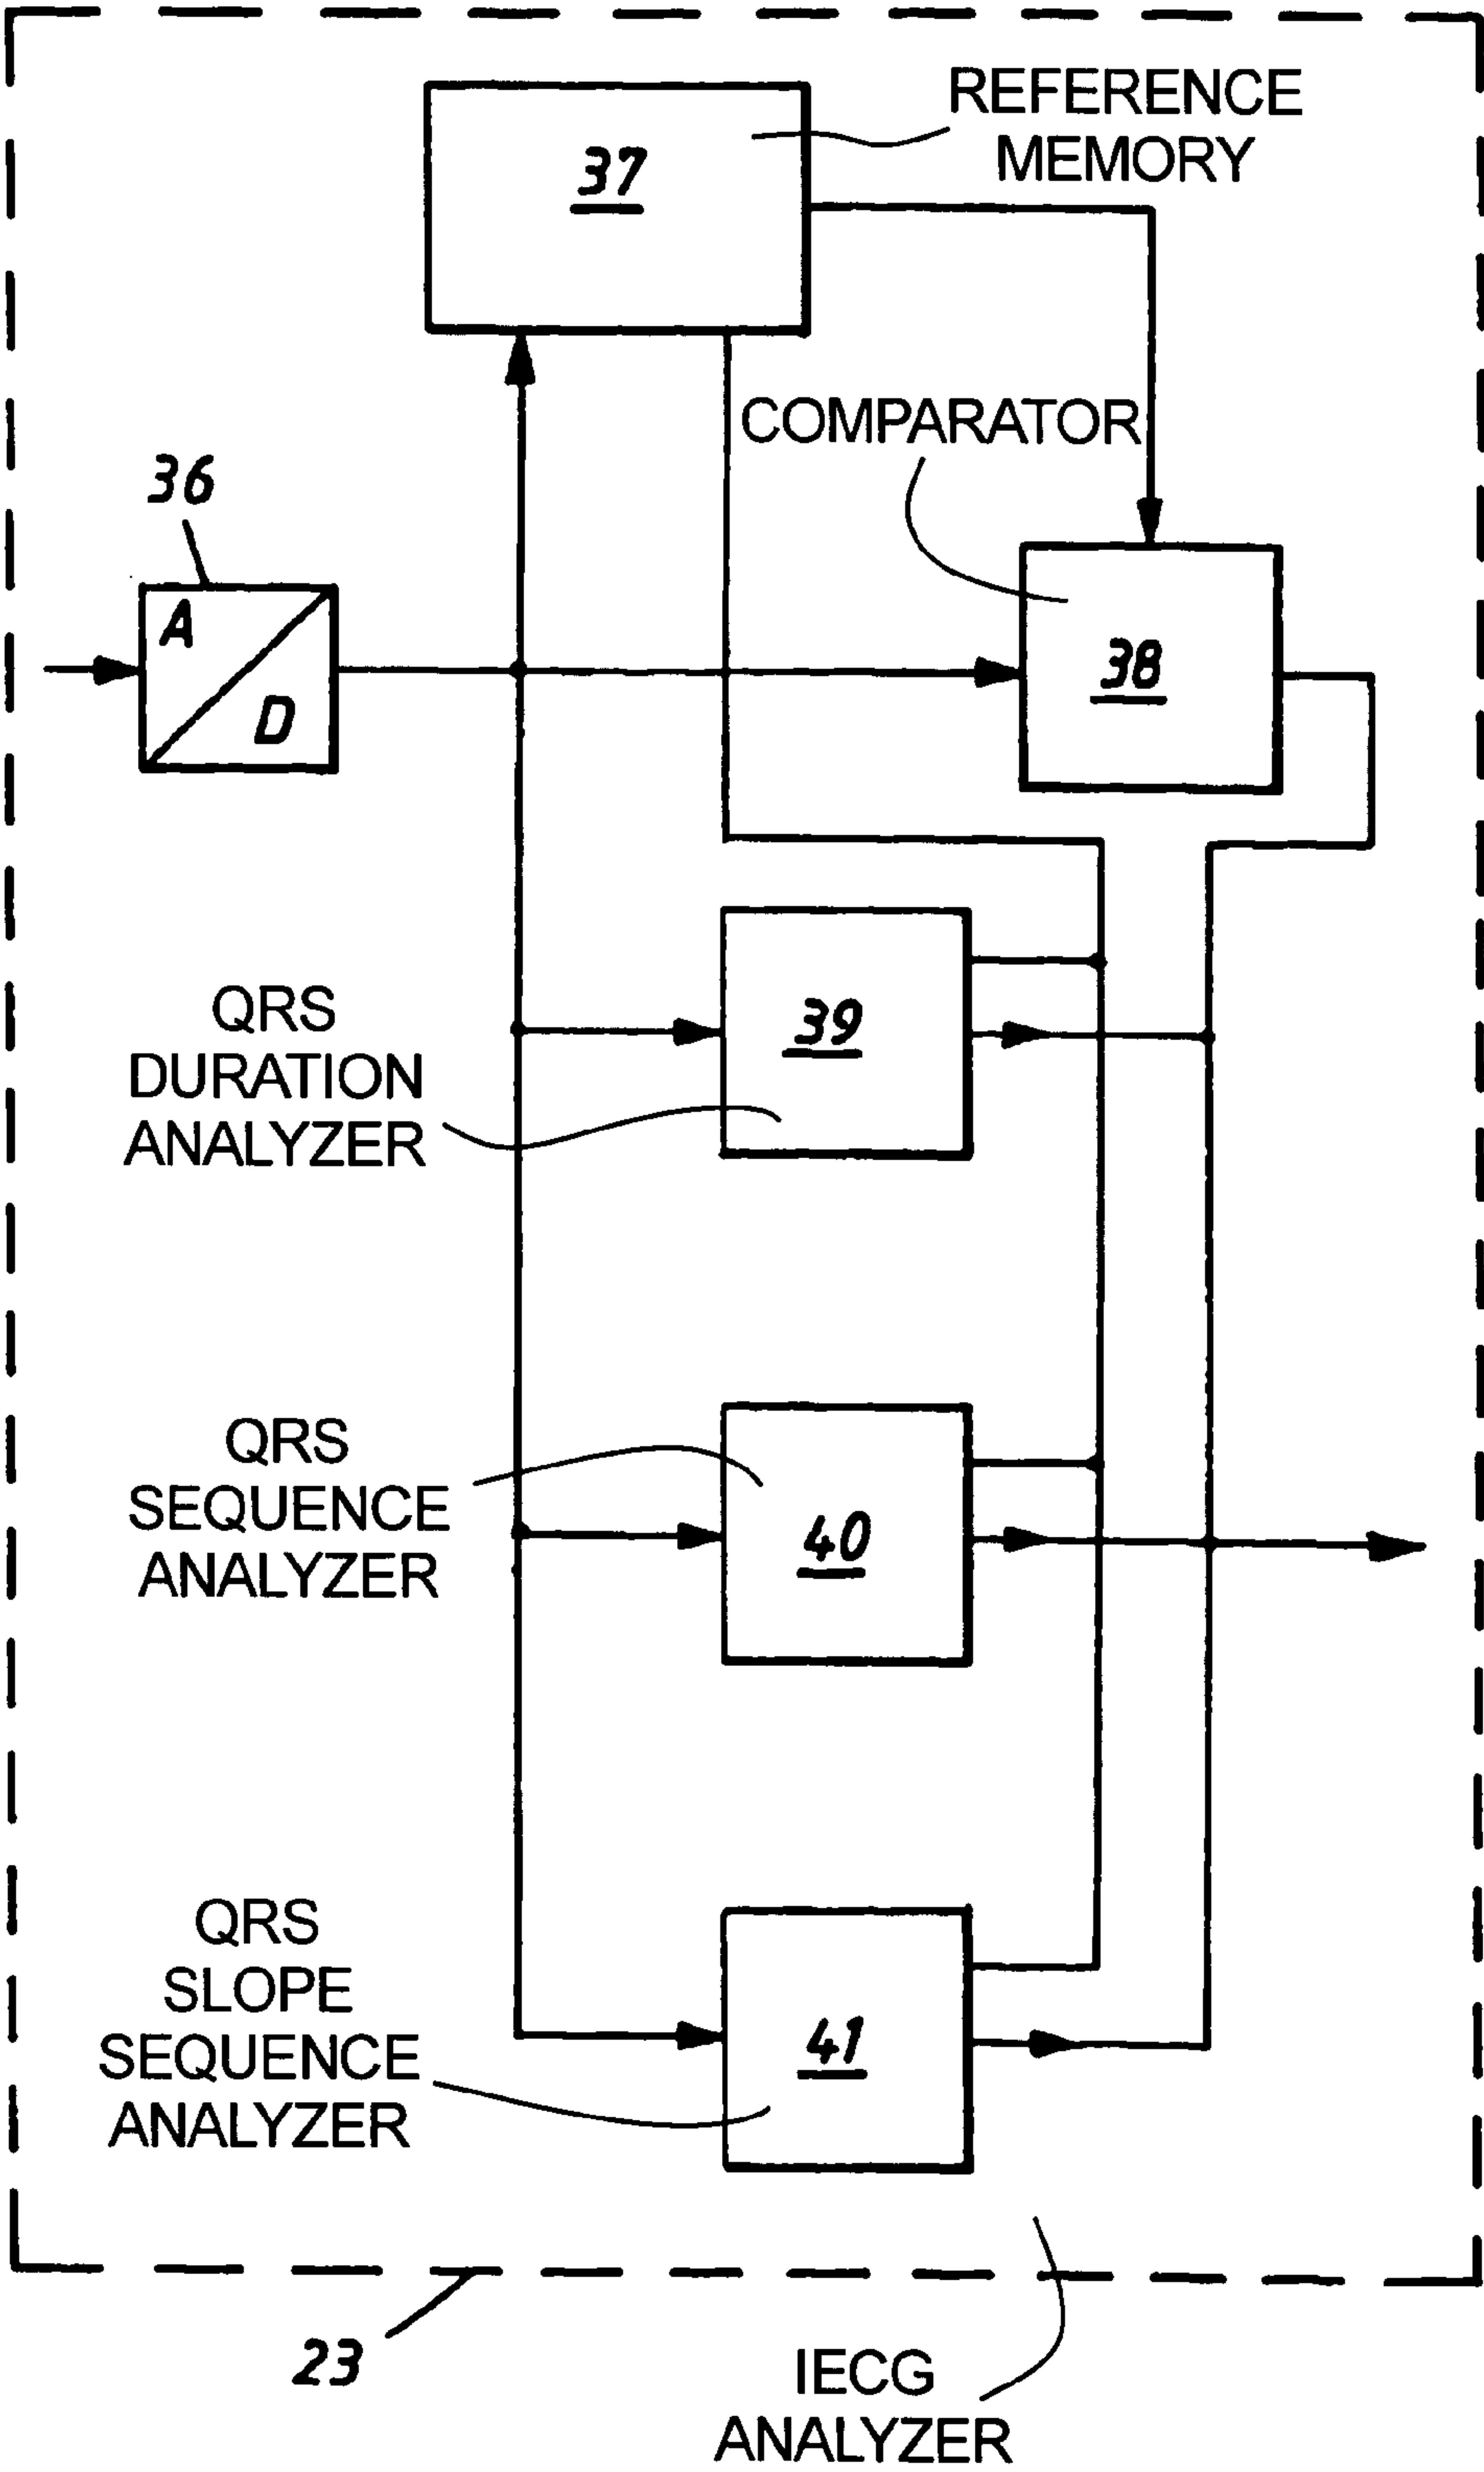 REFERENCE
MEMORY
37
COMPARATOR
36
A
D
38
QRS
DURATION
ANALYZER
39
QRS
SEQUENCE
ANALYZER
40
QRS
SLOPE
SEQUENCE
ANALYZER
41
23
IECG
ANALYZER